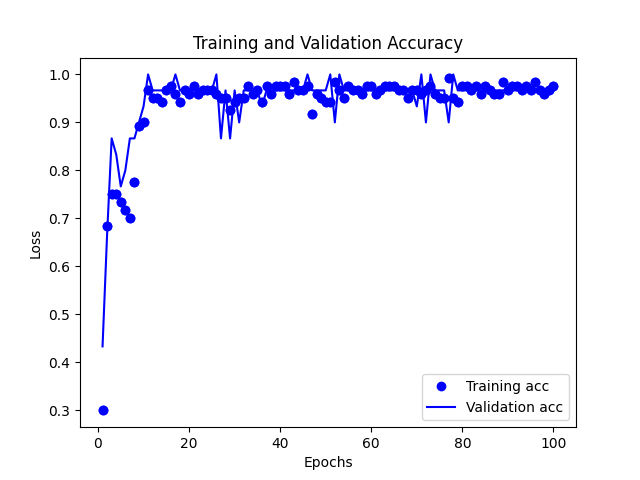 Training and Validation Accuracy
1.0
0.9
0.8
0.7
0.6
0.5
0.4
0.3
Loss
0 20 40 60 80 100
Epochs
Training acc
Validation acc